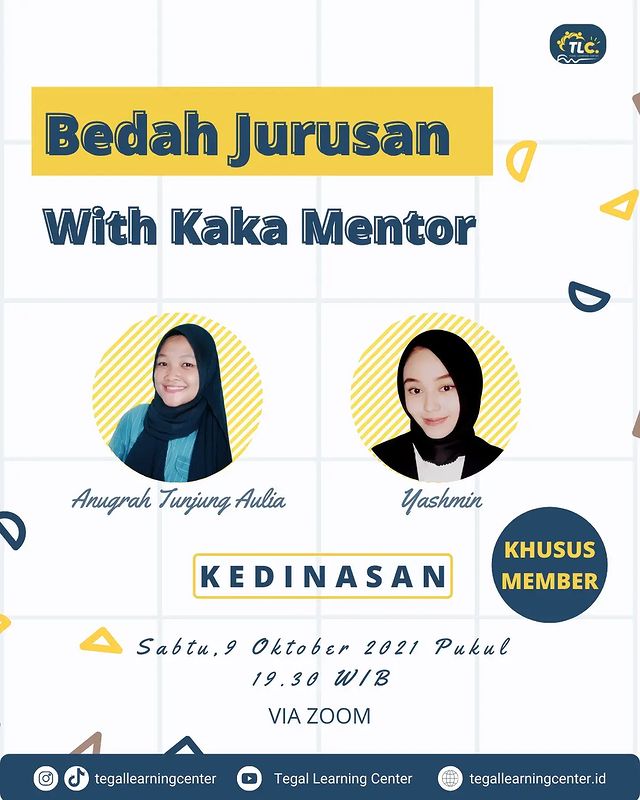 TLC.
Bedah Jurusan
With Kaka Mentor
Anugrah Tunjung Aulia
Yashmin
KHUSUS
MEMBER
KEDINASAN
Sabtu,9 Oktober 2021 Pukul
19.30 WIB
VIA ZOOM
tegallearningcenter
Tegal Learning Center
tegallearningcenter.id